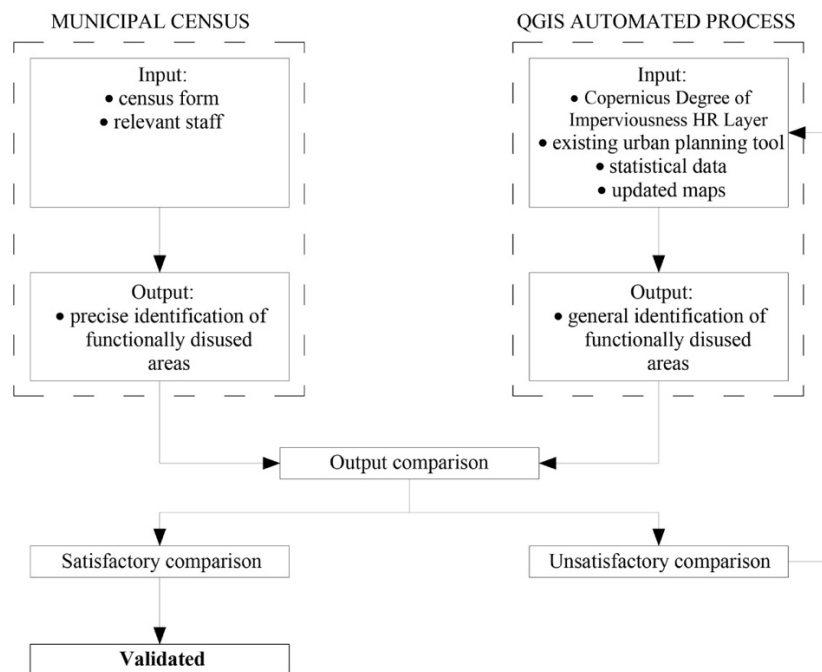 MUNICIPAL CENSUS
Input:
• census form
• relevant staff
Output:
• precise identification of
functionally disused
areas
QGIS AUTOMATED PROCESS
Input:
• Copernicus Degree of
Imperviousness HR Layer
• existing urban planning tool
• statistical data
• updated maps
Output:
• general identification of
functionally disused
areas
Output comparison
Satisfactory comparison
Unsatisfactory comparison
Validated